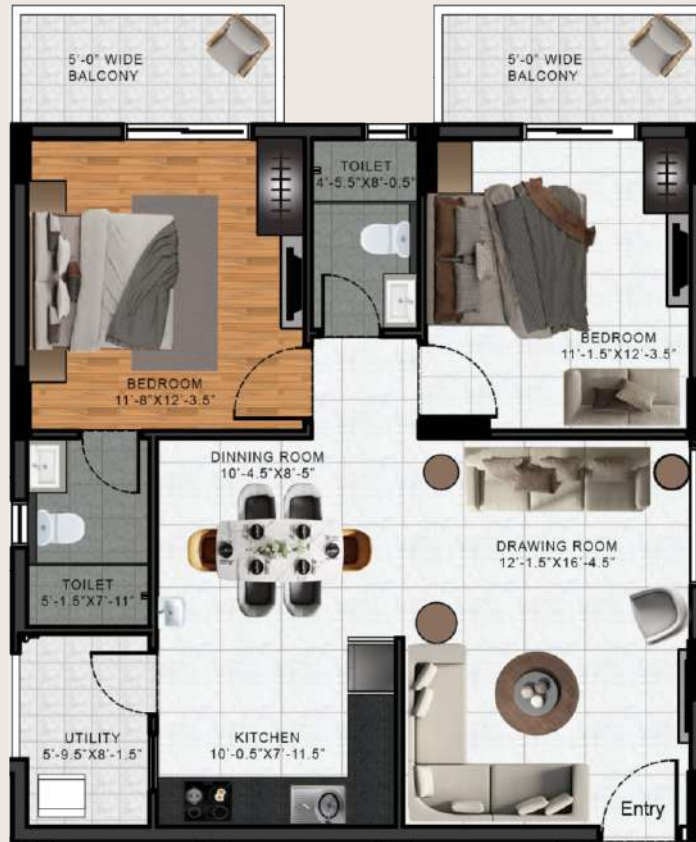 5'-0" WIDE
BALCONY
5'-0" WIDE
BALCONY
TOILET
4'-5.5"X8'-0.5"
BEDROOM
11'-1.5"X12'-3.5"
BEDROOM
11'-8"X12'-3.5"
DINNING ROOM
10'-4.5"X8'-5"
DRAWING ROOM
12'-1.5"X16'-4.5"
TOILET
5'-1.5"X7'-11"
UTILITY
5'-9.5"X8'-1.5"
KITCHEN
10'-0.5"X7'-11.5"
Entry